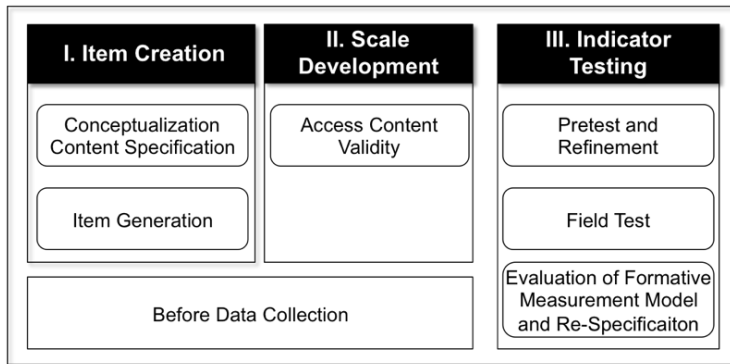 I. Item Creation
Conceptualization
Content Specification
Item Generation
II. Scale
Development
Access Content
Validity
Before Data Collection
III. Indicator
Testing
Pretest and
Refinement
Field Test
Evaluation of Formative
Measurement Model
and Re-Specificaiton